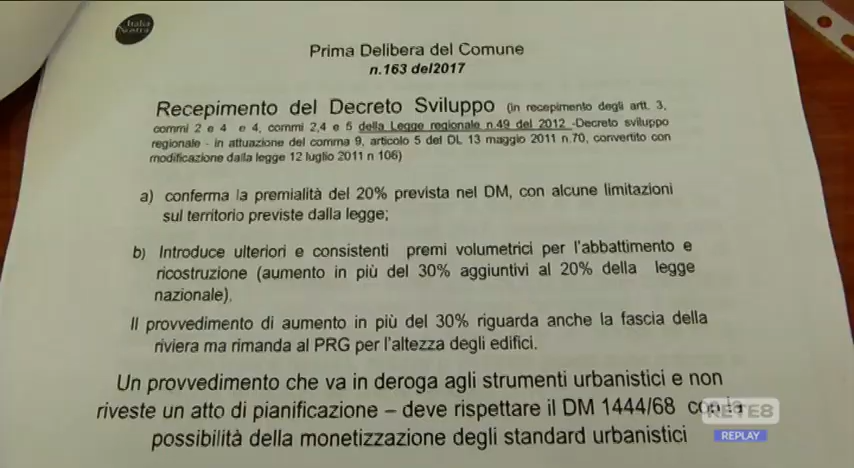 Italia
Nostra
Prima Delibera del Comune
n.163 del2017
Recepimento del Decreto Sviluppo (in recepimento degli artt. 3,
commi 2 e 4 e 4, commi 2,4 e 5 della Legge regionale n.49 del 2012 -Decreto sviluppo
regionale - in attuazione del comma 9, articolo 5 del DL 13 maggio 2011 n.70, convertito con
modificazione dalla legge 12 luglio 2011 n 106)
a) conferma la premialità del 20% prevista nel DM, con alcune limitazioni
sul territorio previste dalla legge;
b) Introduce ulteriori e consistenti premi volumetrici per l'abbattimento e
ricostruzione (aumento in più del 30% aggiuntivi al 20% della legge
nazionale),
Il provvedimento di aumento in più del 30% riguarda anche la fascia della
riviera ma rimanda al PRG per l'altezza degli edifici.
Un provvedimento che va in deroga agli strumenti urbanistici e non
riveste un atto di pianificazione – deve rispettare il DM 1444/68 con la
possibilità della monetizzazione degli standard urbanistici
RETE8
REPLAY